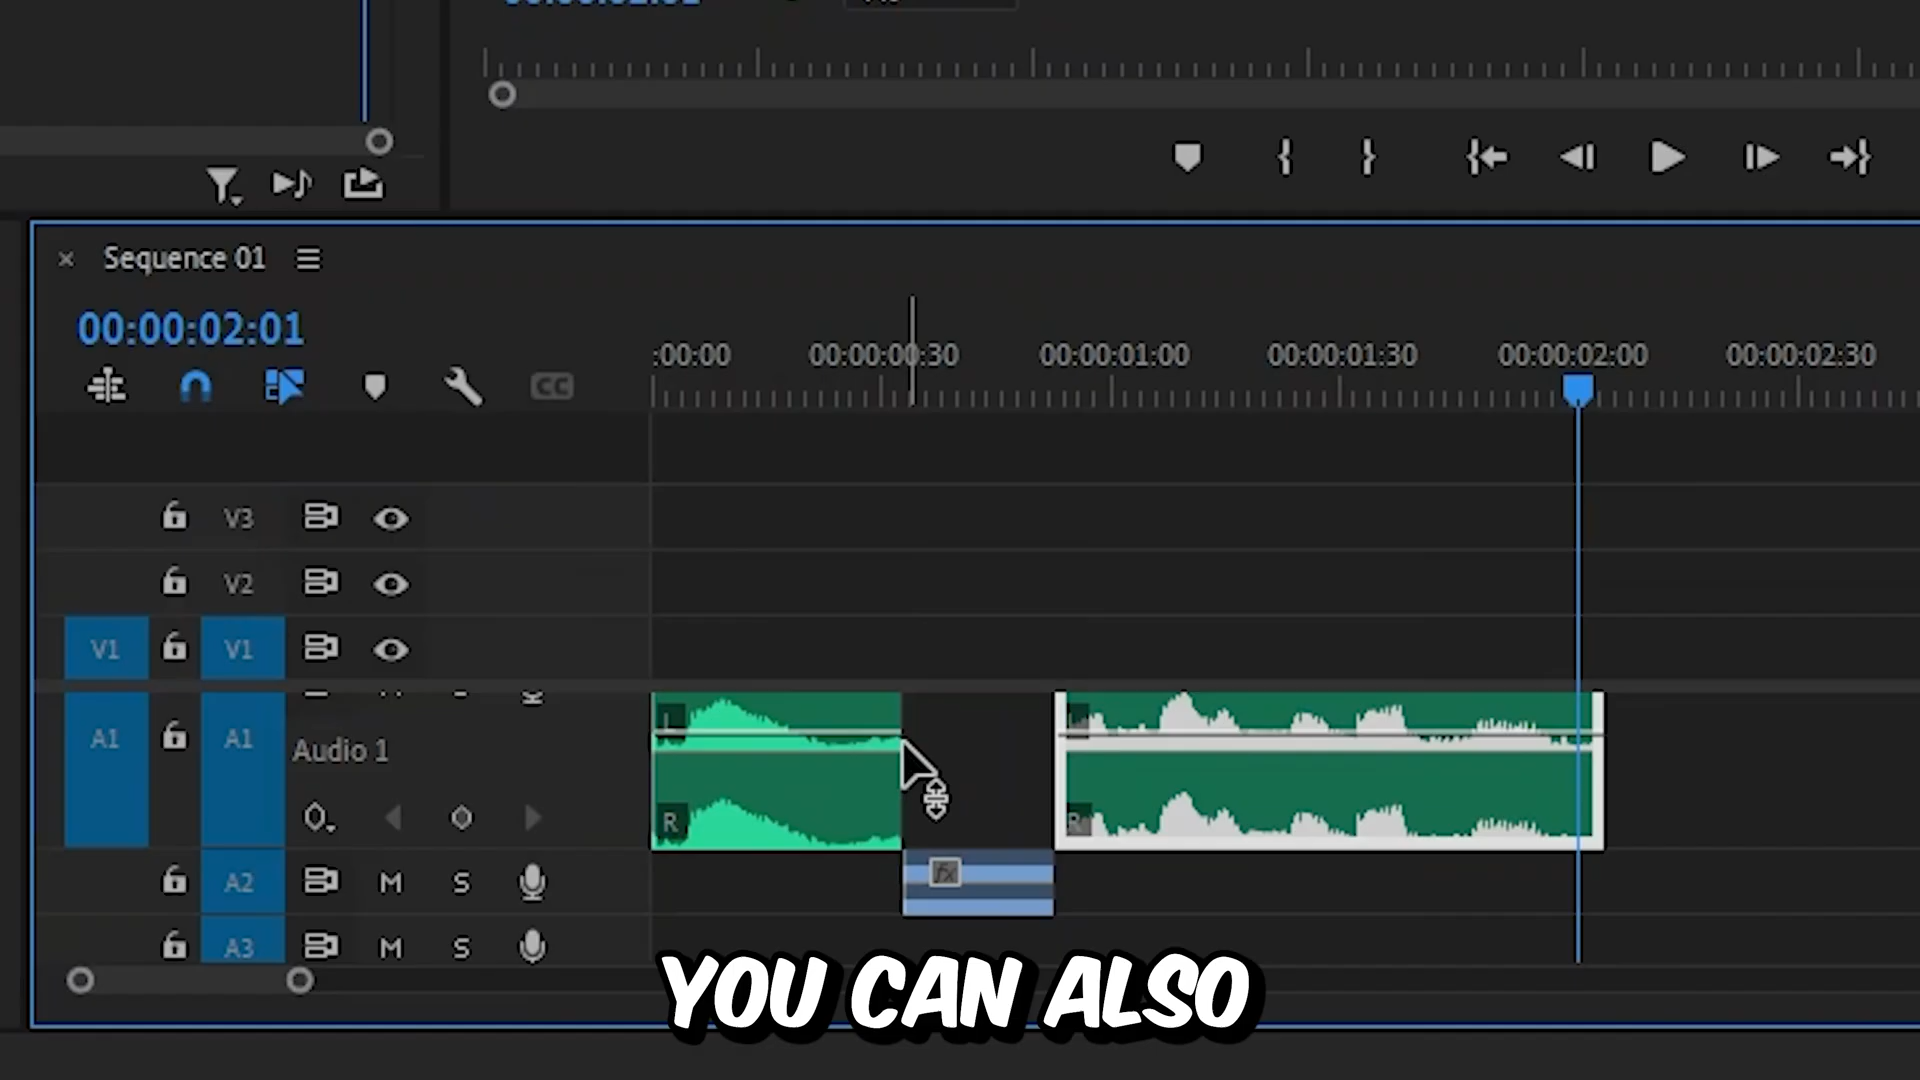 Sequence 01
00:00:02:01
:00:00 00:00:00:30 00:00:01:00 00:00:01:30 00:00:02:00 00:00:02:30
CC
V3
V2
V1 V1
A1 A1 Audio 1
L L
R R
A2 M S fx
A3 M S
YOU CAN ALSO